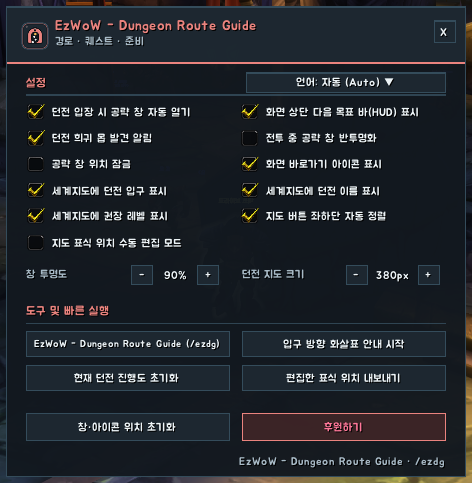 EzWoW - Dungeon Route Guide
경로 · 퀘스트 · 준비
X
설정
언어: 자동 (Auto) ▼
던전 입장 시 공략 창 자동 열기
화면 상단 다음 목표 바(HUD) 표시
던전 희귀 몹 발견 알림
전투 중 공략 창 반투명화
공략 창 위치 잠금
화면 바로가기 아이콘 표시
세계지도에 던전 입구 표시
세계지도에 던전 이름 표시
세계지도에 권장 레벨 표시
지도 버튼 좌하단 자동 정렬
지도 표식 위치 수동 편집 모드
창 투명도 - 90% +
던전 지도 크기 - 380px +
도구 및 빠른 실행
EzWoW - Dungeon Route Guide (/ezdg)
입구 방향 화살표 안내 시작
현재 던전 진행도 초기화
편집한 표식 위치 내보내기
창·아이콘 위치 초기화
후원하기
EzWoW - Dungeon Route Guide · /ezdg